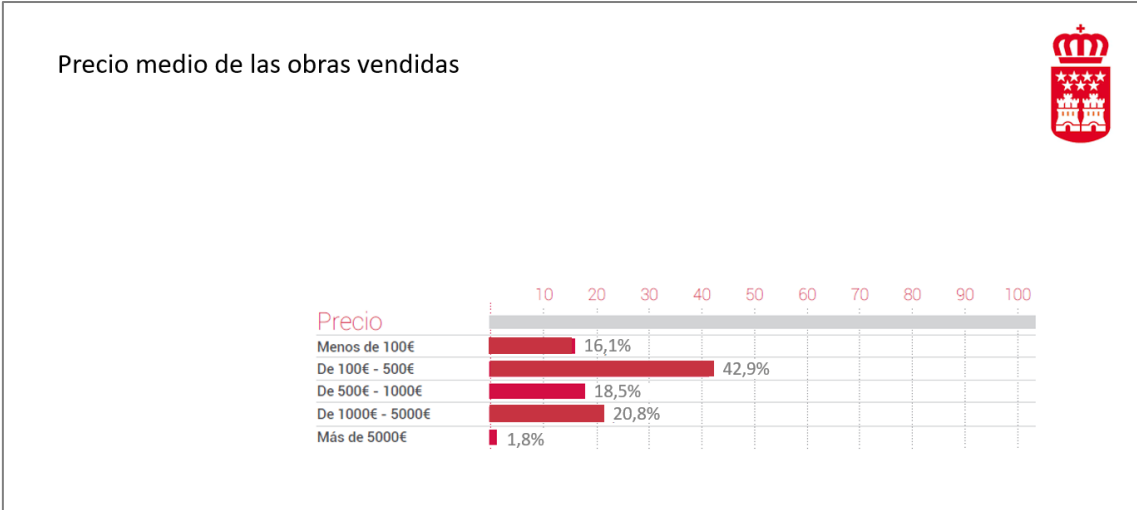 Precio medio de las obras vendidas
10 20 30 40 50 60 70 80 90 100
Precio
Menos de 100€ 16,1%
De 100€ - 500€ 42,9%
De 500€ - 1000€ 18,5%
De 1000€ - 5000€ 20,8%
Más de 5000€ 1,8%